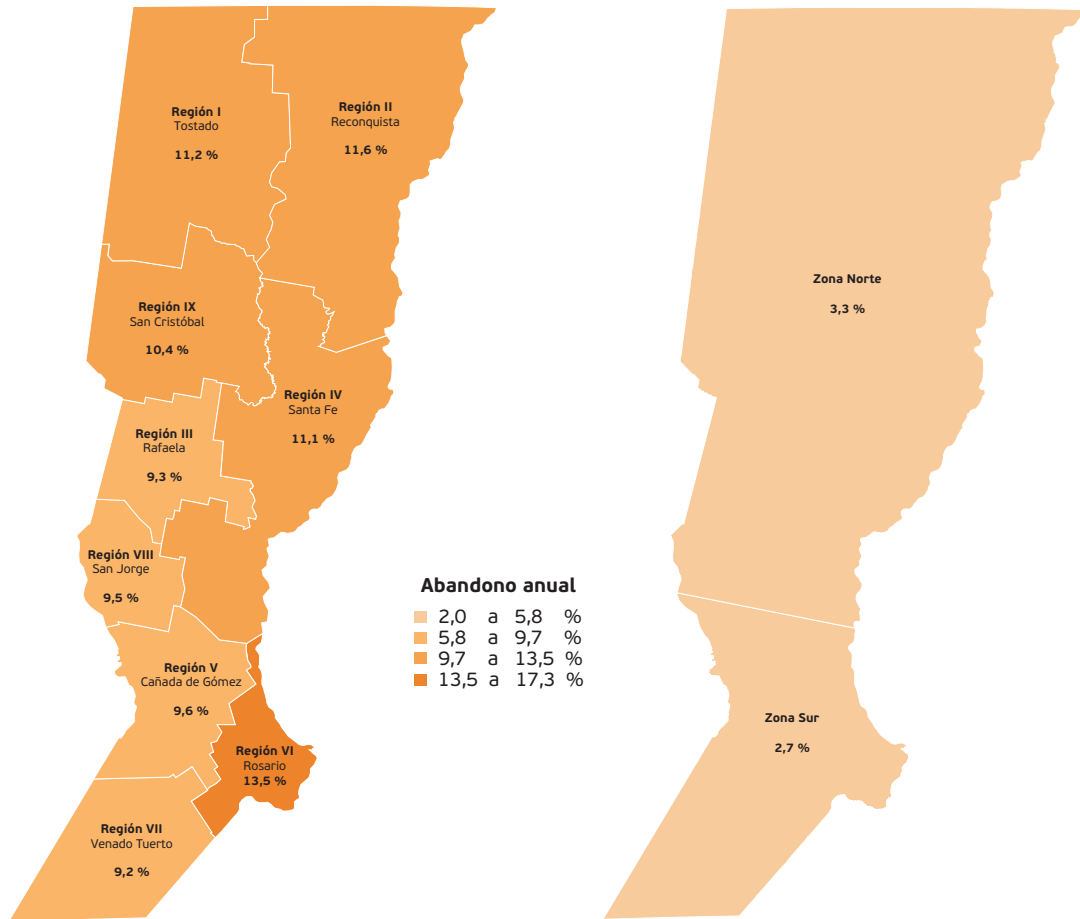 Región I
Tostado
11,2 %
Región II
Reconquista
11,6 %
Región IX
San Cristóbal
10,4 %
Región IV
Santa Fe
11,1 %
Región III
Rafaela
9,3 %
Región VIII
San Jorge
9,5 %
Región V
Cañada de Gómez
9,6 %
Región VI
Rosario
13,5 %
Región VII
Venado Tuerto
9,2 %
Abandono anual
2,0 a 5,8 %
5,8 a 9,7 %
9,7 a 13,5 %
13,5 a 17,3 %
Zona Norte
3,3 %
Zona Sur
2,7 %